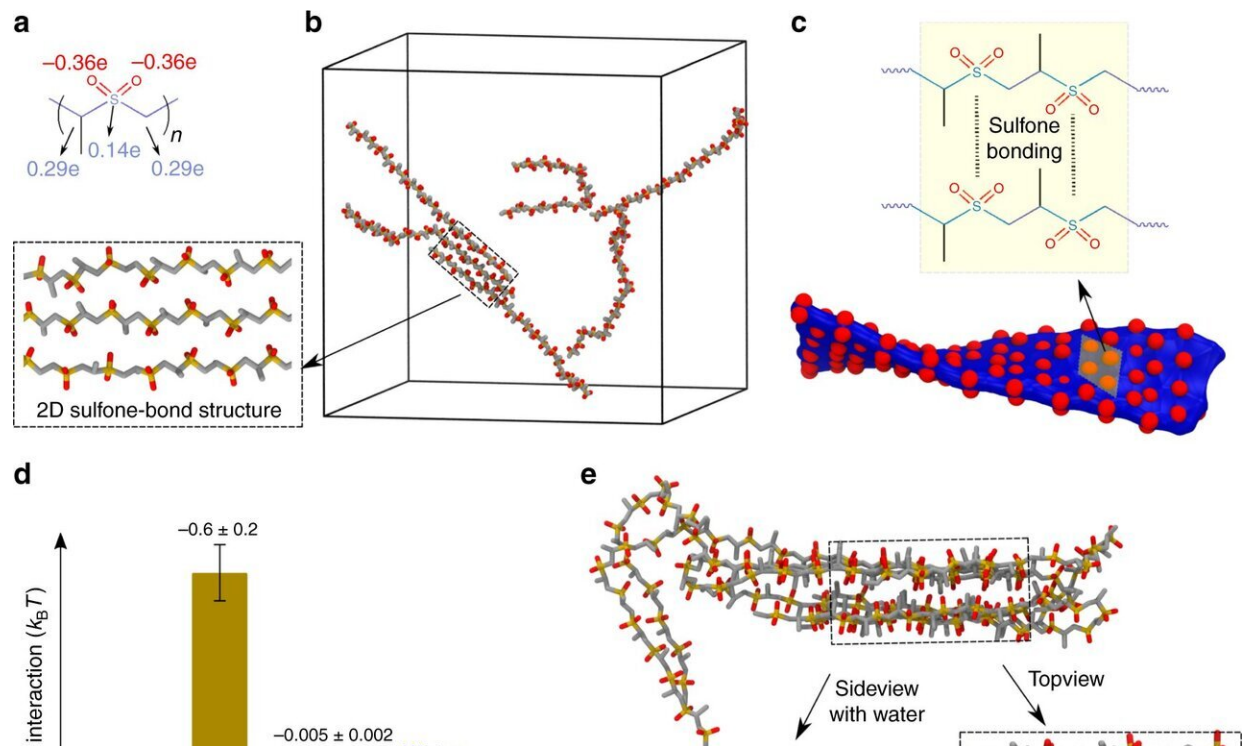 a
−0.36e −0.36e
O O
S
n
0.29e 0.14e 0.29e
2D sulfone-bond structure
b
c
O O
S
S
O O
Sulfone
bonding
O O
S
S
O O
d
−0.6 ± 0.2
−0.005 ± 0.002
interaction (kB T)
e
Sideview
with water
Topview